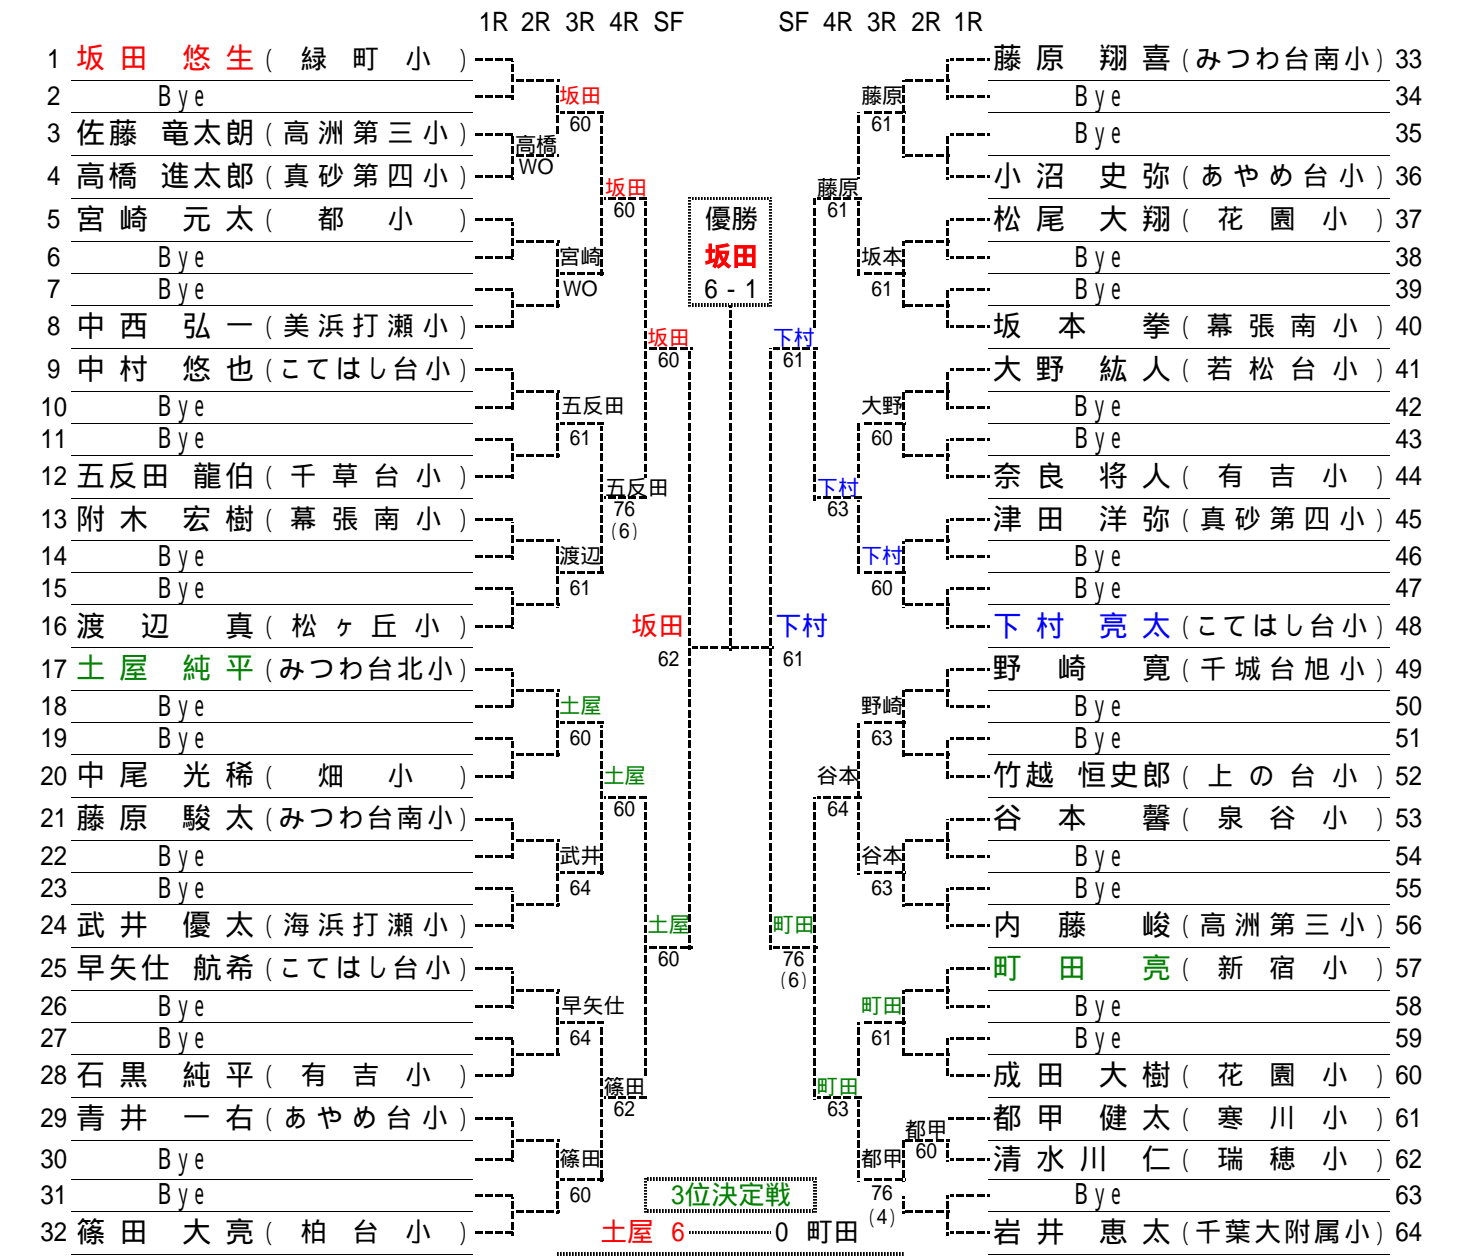 1R 2R 3R 4R SF SF 4R 3R 2R 1R
1 坂田 悠生 (緑町小)
2 Bye
3 佐藤 竜太朗 (高洲第三小)
4 高橋 進太郎 (真砂第四小)
5 宮崎 元太 (都小)
6 Bye
7 Bye
8 中西 弘一 (美浜打瀬小)
9 中村 悠也 (こてはし台小)
10 Bye
11 Bye
12 五反田 龍伯 (千草台小)
13 附木 宏樹 (幕張南小)
14 Bye
15 Bye
16 渡辺 真 (松ヶ丘小)
17 土屋 純平 (みつわ台北小)
18 Bye
19 Bye
20 中尾 光稀 (畑小)
21 藤原 駿太 (みつわ台南小)
22 Bye
23 Bye
24 武井 優太 (海浜打瀬小)
25 早矢仕 航希 (こてはし台小)
26 Bye
27 Bye
28 石黒 純平 (有吉小)
29 青井 一右 (あやめ台小)
30 Bye
31 Bye
32 篠田 大亮 (柏台小)
高橋
WO
坂田
60
宮崎
WO
五反田
61
渡辺
61
土屋
60
武井
64
早矢仕
64
篠田
60
坂田
60
五反田
76
(6)
土屋
60
篠田
62
坂田
60
土屋
60
坂田
62
優勝
坂田
6 - 1
下村
61
下村
61
町田
76
(6)
藤原
61
下村
63
谷本
64
町田
63
藤原
61
坂本
61
大野
60
下村
60
野崎
63
谷本
63
町田
61
都甲
76
(4)
都甲
60
藤原 翔喜 (みつわ台南小) 33
Bye 34
Bye 35
小沼 史弥 (あやめ台小) 36
松尾 大翔 (花園小) 37
Bye 38
Bye 39
坂本 拳 (幕張南小) 40
大野 紘人 (若松台小) 41
Bye 42
Bye 43
奈良 将人 (有吉小) 44
津田 洋弥 (真砂第四小) 45
Bye 46
Bye 47
下村 亮太 (こてはし台小) 48
野崎 寛 (千城台旭小) 49
Bye 50
Bye 51
竹越 恒史郎 (上の台小) 52
谷本 馨 (泉谷小) 53
Bye 54
Bye 55
内藤 峻 (高洲第三小) 56
町田 亮 (新宿小) 57
Bye 58
Bye 59
成田 大樹 (花園小) 60
都甲 健太 (寒川小) 61
清水川 仁 (瑞穂小) 62
Bye 63
岩井 恵太 (千葉大附属小) 64
3位決定戦
土屋 6 0 町田